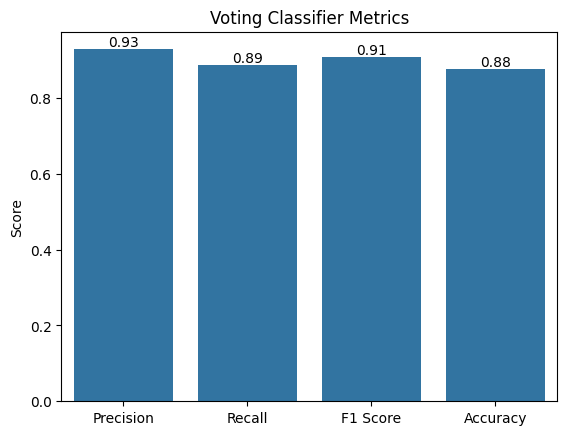 Voting Classifier Metrics
0.93
0.89
0.91
0.88
0.8
0.6
0.4
0.2
0.0
Score
Precision
Recall
F1 Score
Accuracy